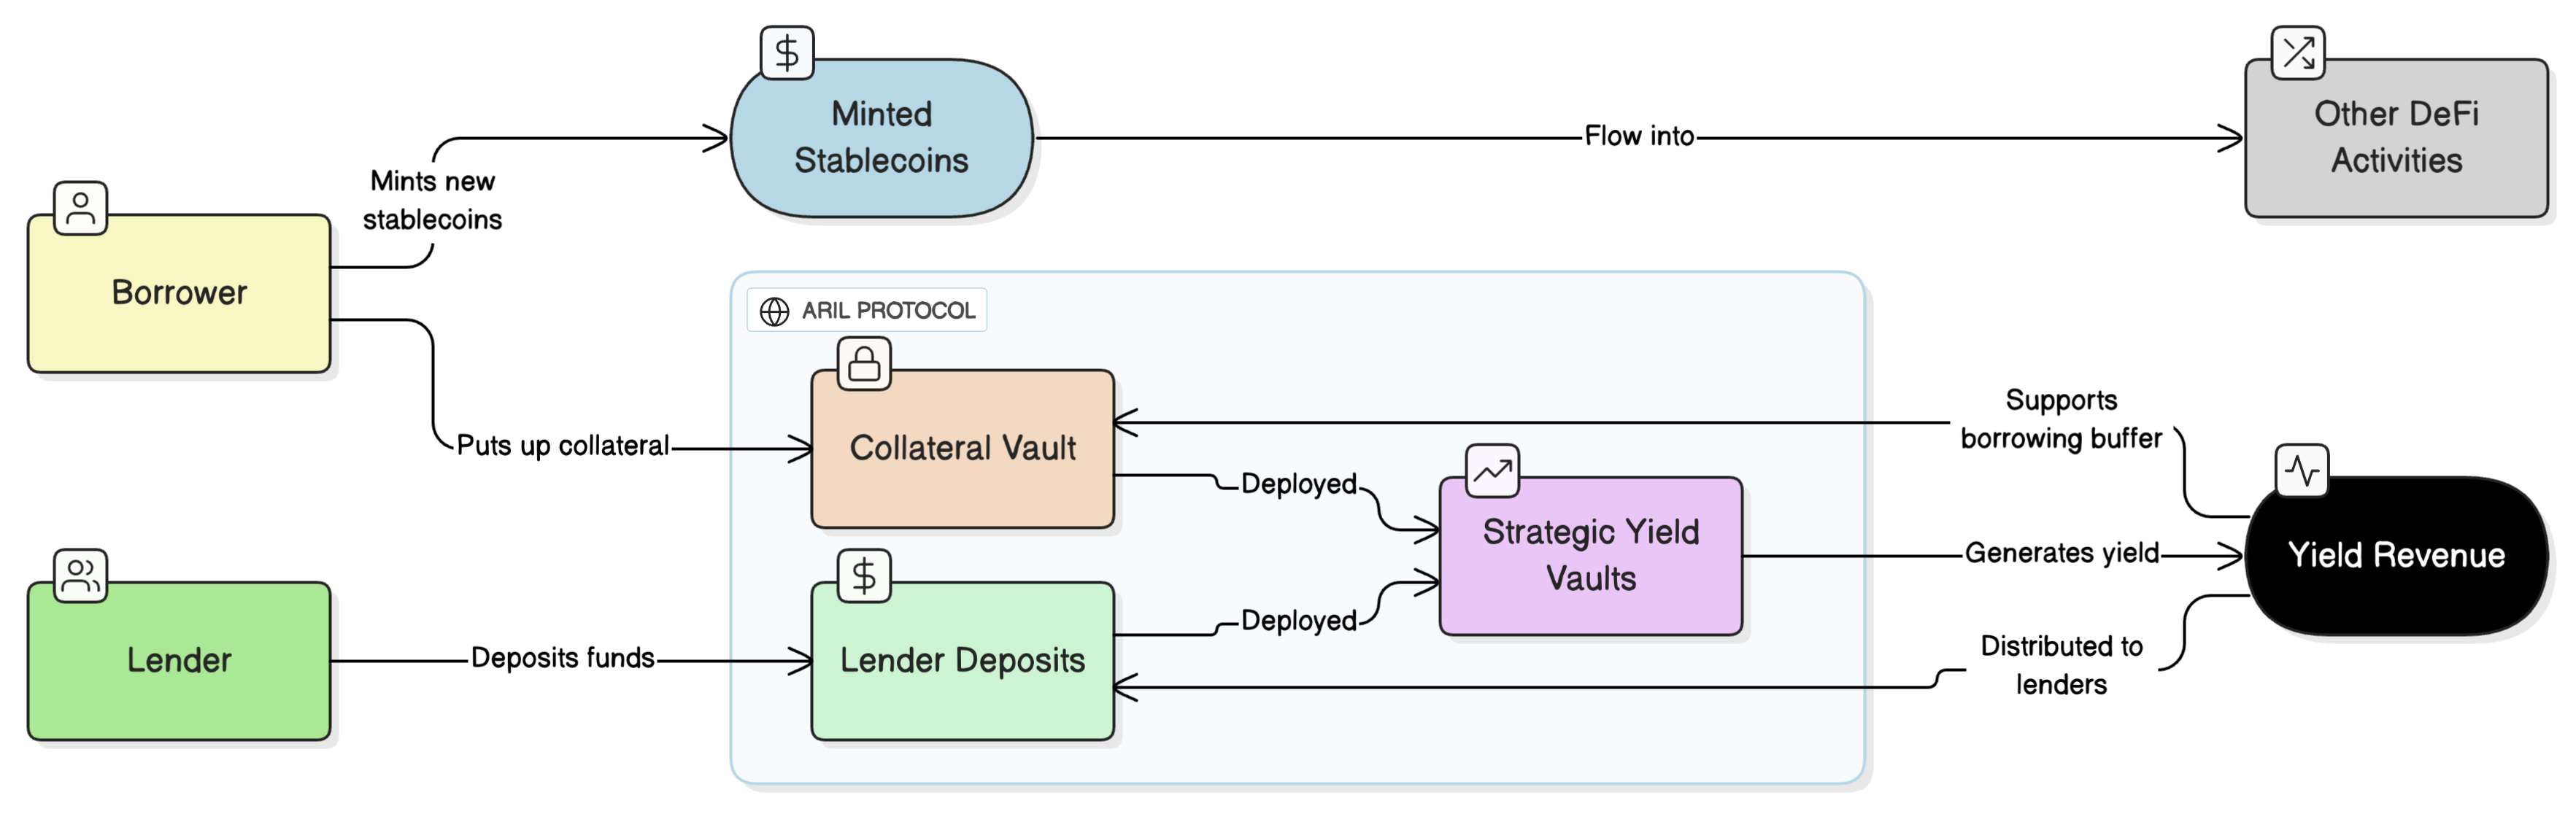 Minted
Stablecoins
Flow into
Other DeFi
Activities
Mints new
stablecoins
Borrower
ARIL PROTOCOL
Puts up collateral
Collateral Vault
Supports
borrowing buffer
Deployed
Strategic Yield
Vaults
Generates yield
Yield Revenue
Deployed
Lender
Deposits funds
Lender Deposits
Distributed to
lenders